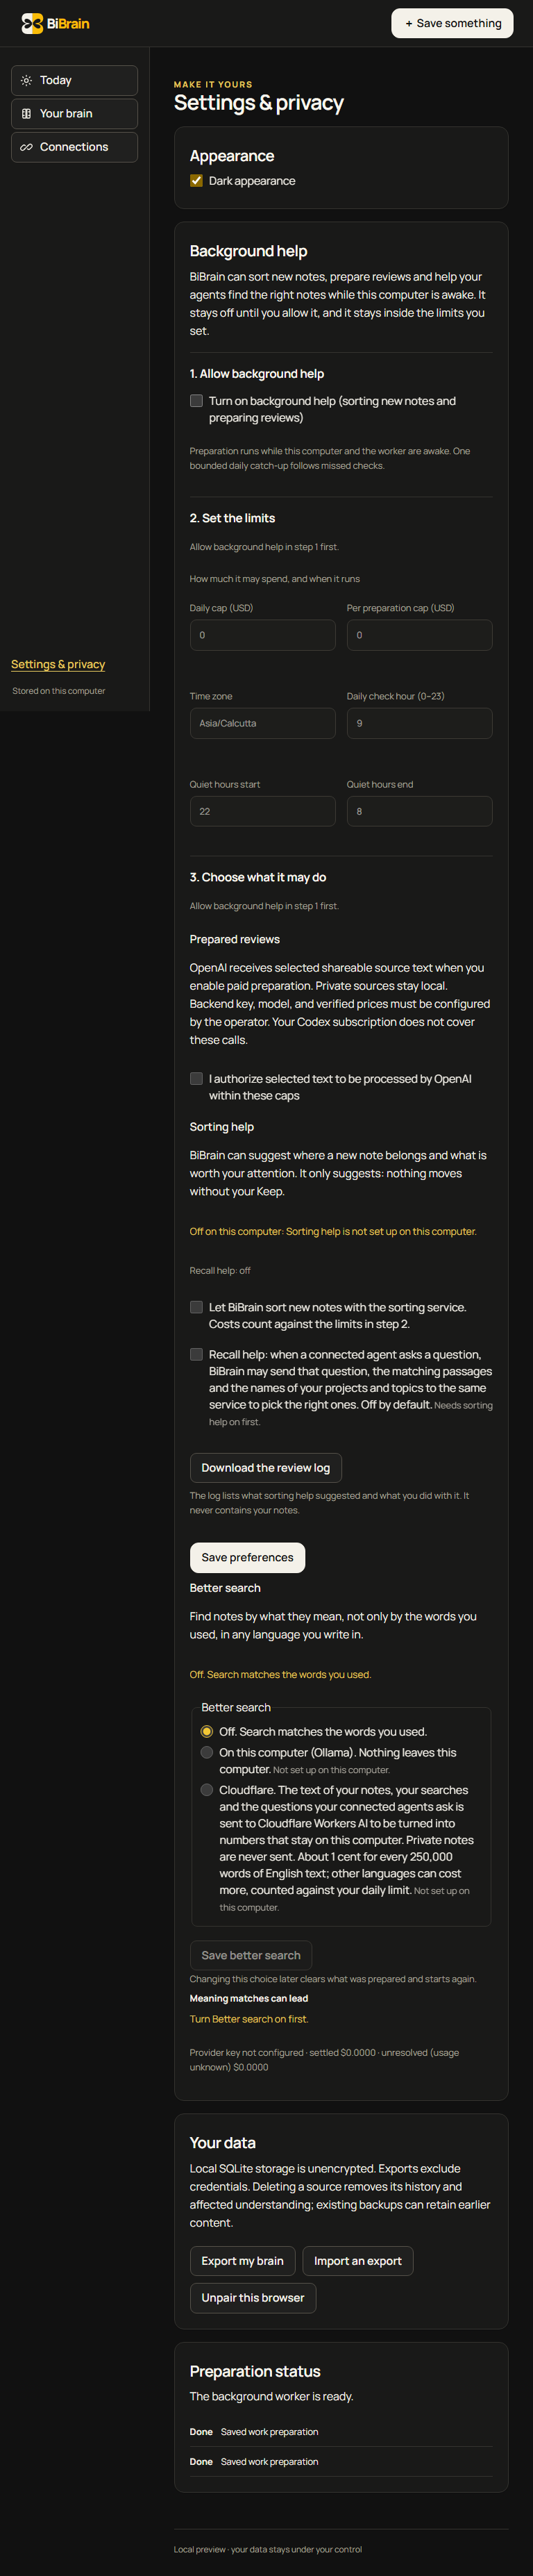 BiBrain
+ Save something
Today
Your brain
Connections
Settings & privacy
Stored on this computer
MAKE IT YOURS
Settings & privacy
Appearance
Dark appearance
Background help
BiBrain can sort new notes, prepare reviews and help your
agents find the right notes while this computer is awake. It
stays off until you allow it, and it stays inside the limits you
set.
1. Allow background help
Turn on background help (sorting new notes and
preparing reviews)
Preparation runs while this computer and the worker are awake. One
bounded daily catch-up follows missed checks.
2. Set the limits
Allow background help in step 1 first.
How much it may spend, and when it runs
Daily cap (USD)
Per preparation cap (USD)
0
0
Time zone
Daily check hour (0–23)
Asia/Calcutta
9
Quiet hours start
Quiet hours end
22
8
3. Choose what it may do
Allow background help in step 1 first.
Prepared reviews
OpenAI receives selected shareable source text when you
enable paid preparation. Private sources stay local.
Backend key, model, and verified prices must be configured
by the operator. Your Codex subscription does not cover
these calls.
I authorize selected text to be processed by OpenAI
within these caps
Sorting help
BiBrain can suggest where a new note belongs and what is
worth your attention. It only suggests: nothing moves
without your Keep.
Off on this computer: Sorting help is not set up on this computer.
Recall help: off
Let BiBrain sort new notes with the sorting service.
Costs count against the limits in step 2.
Recall help: when a connected agent asks a question,
BiBrain may send that question, the matching passages
and the names of your projects and topics to the same
service to pick the right ones. Off by default. Needs sorting
help on first.
Download the review log
The log lists what sorting help suggested and what you did with it. It
never contains your notes.
Save preferences
Better search
Find notes by what they mean, not only by the words you
used, in any language you write in.
Off. Search matches the words you used.
Better search
Off. Search matches the words you used.
On this computer (Ollama). Nothing leaves this
computer. Not set up on this computer.
Cloudflare. The text of your notes, your searches
and the questions your connected agents ask is
sent to Cloudflare Workers AI to be turned into
numbers that stay on this computer. Private notes
are never sent. About 1 cent for every 250,000
words of English text; other languages can cost
more, counted against your daily limit. Not set up on
this computer.
Save better search
Changing this choice later clears what was prepared and starts again.
Meaning matches can lead
Turn Better search on first.
Provider key not configured · settled $0.0000 · unresolved (usage
unknown) $0.0000
Your data
Local SQLite storage is unencrypted. Exports exclude
credentials. Deleting a source removes its history and
affected understanding; existing backups can retain earlier
content.
Export my brain
Import an export
Unpair this browser
Preparation status
The background worker is ready.
Done Saved work preparation
Done Saved work preparation
Local preview · your data stays under your control